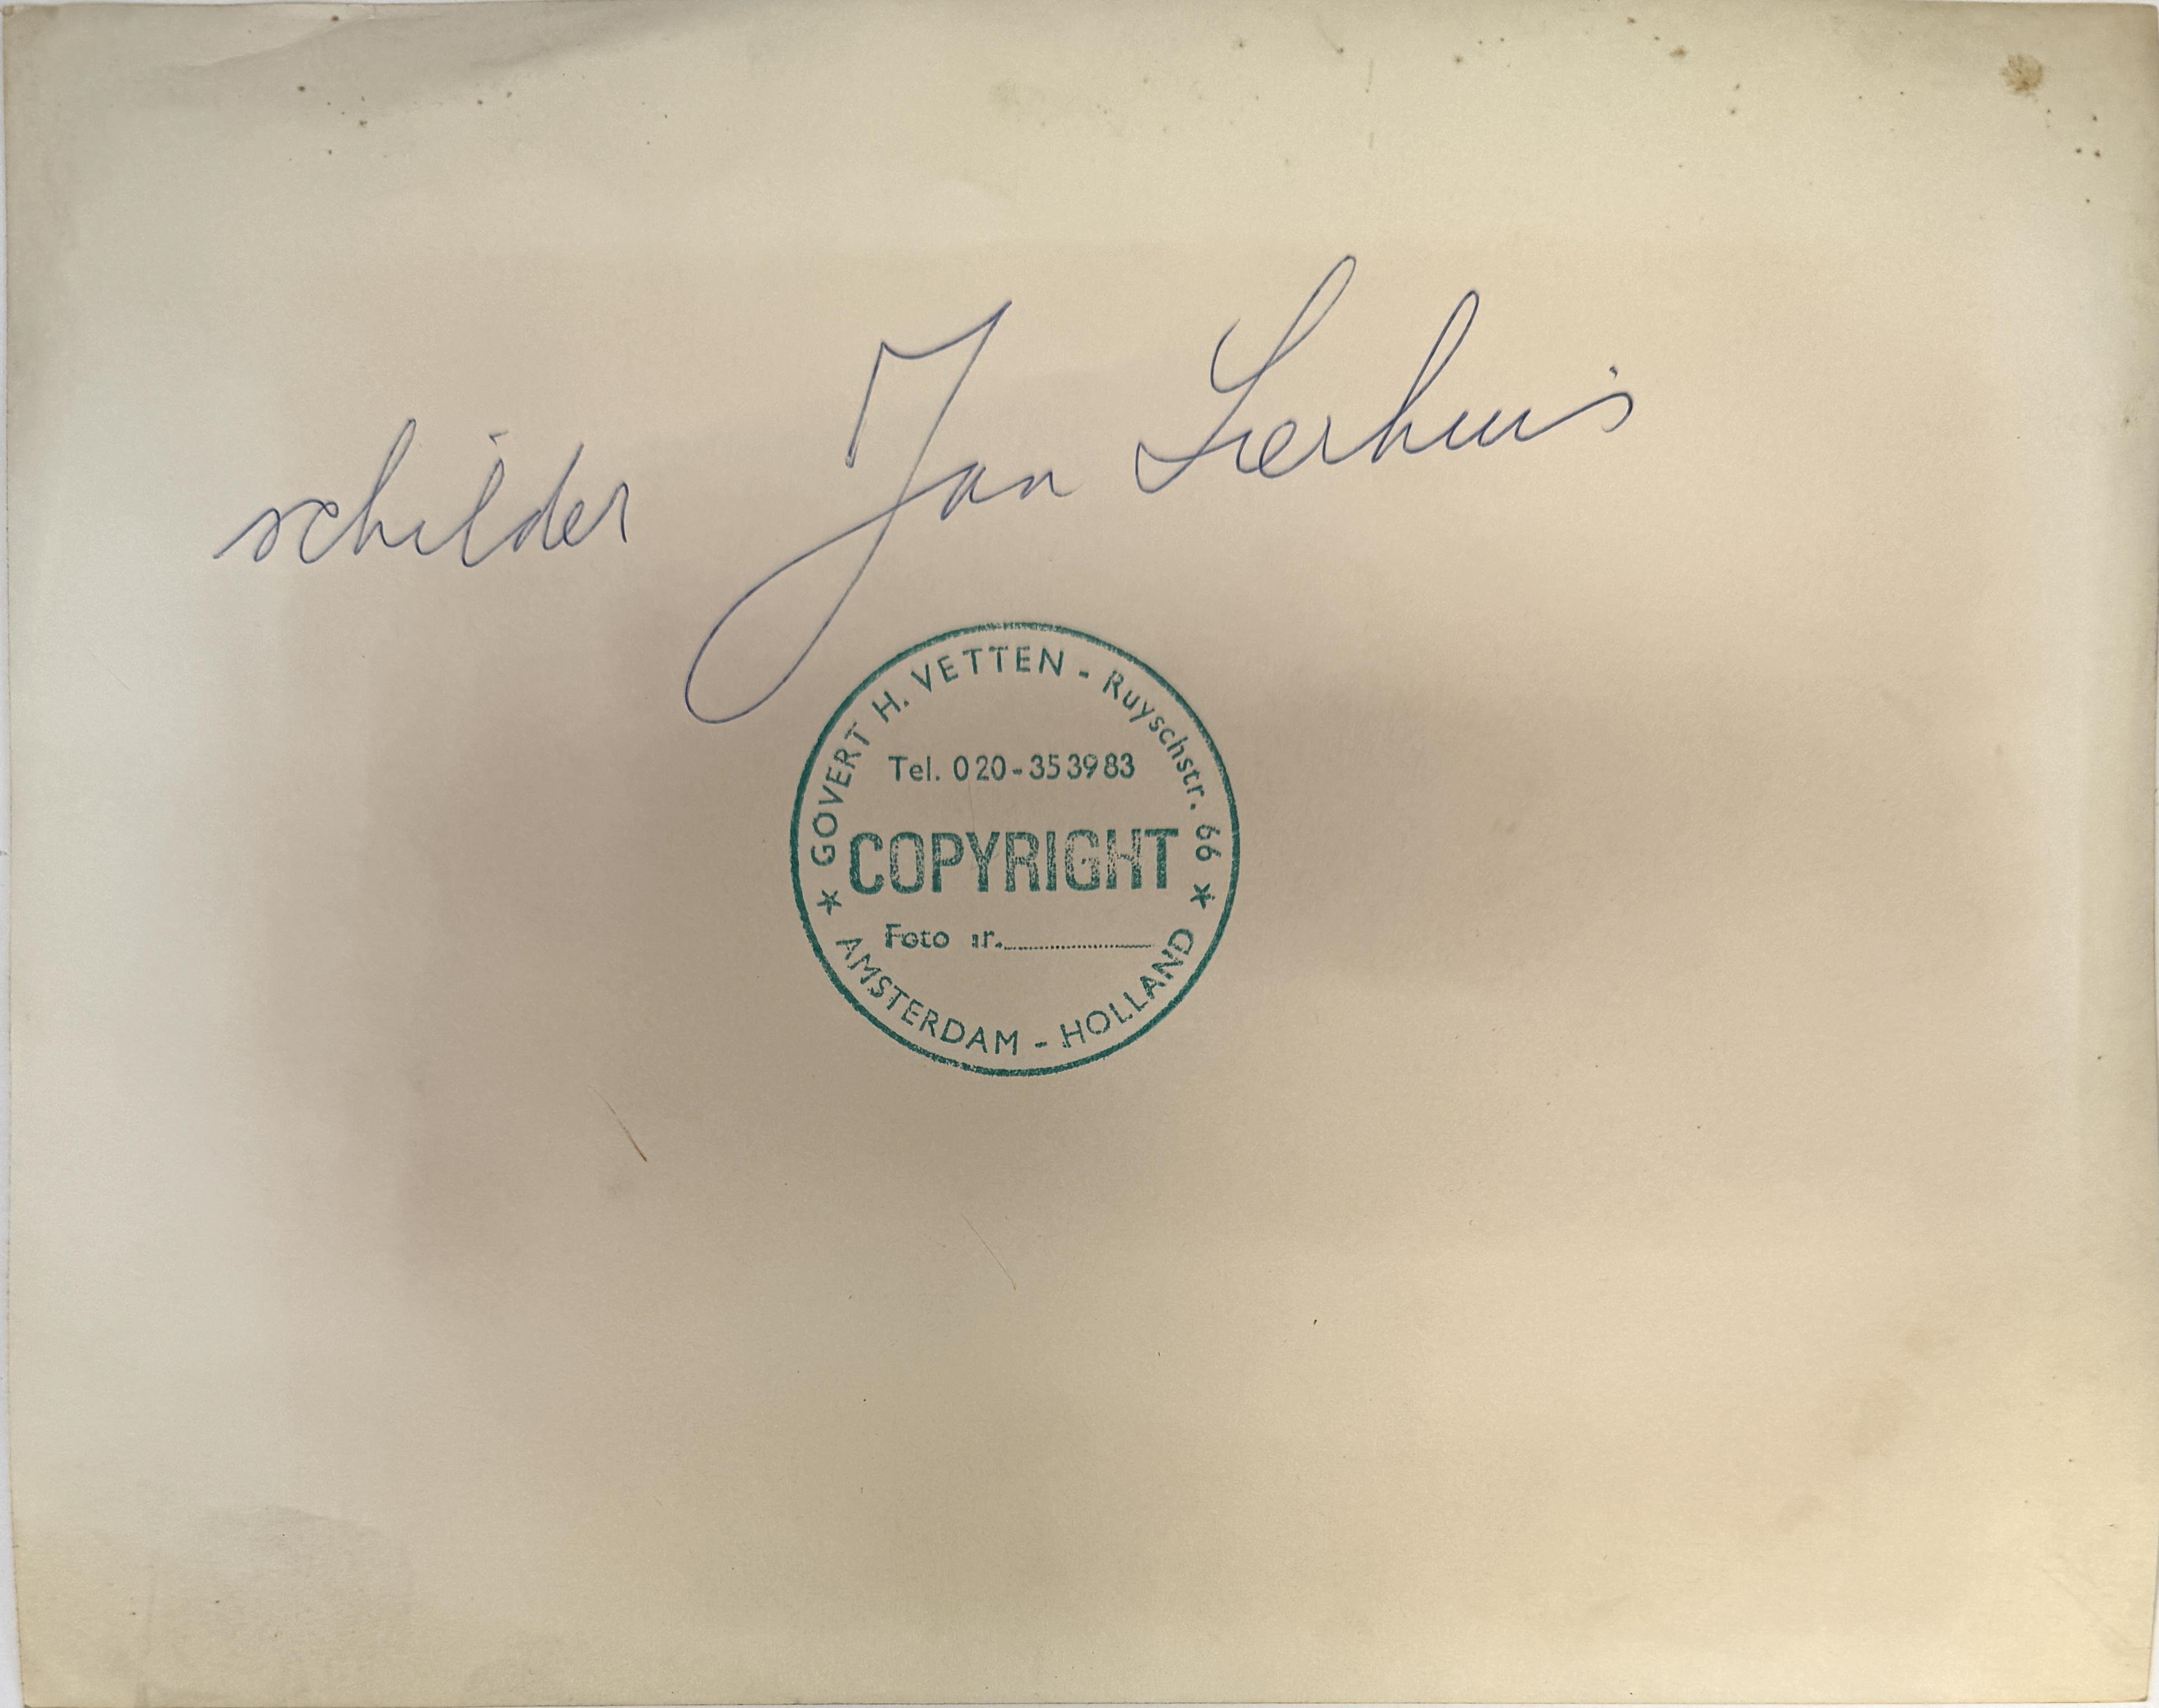 schilder Jan Sierhuis
GOVERT H. VETTEN - Ruyschstr. 66
Tel. 020-353983
COPYRIGHT
Foto nr.
AMSTERDAM - HOLLAND